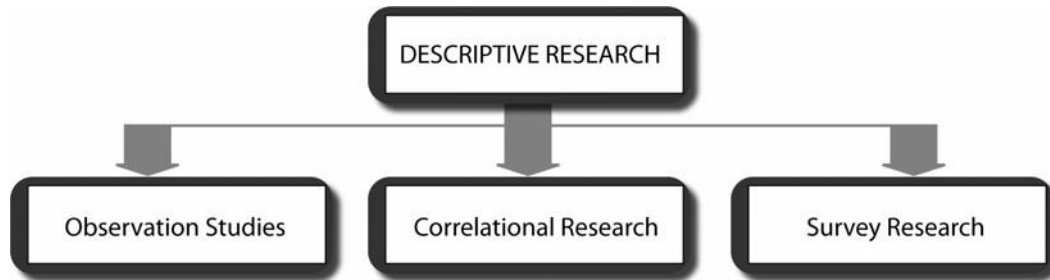 DESCRIPTIVE RESEARCH
Observation Studies
Correlational Research
Survey Research